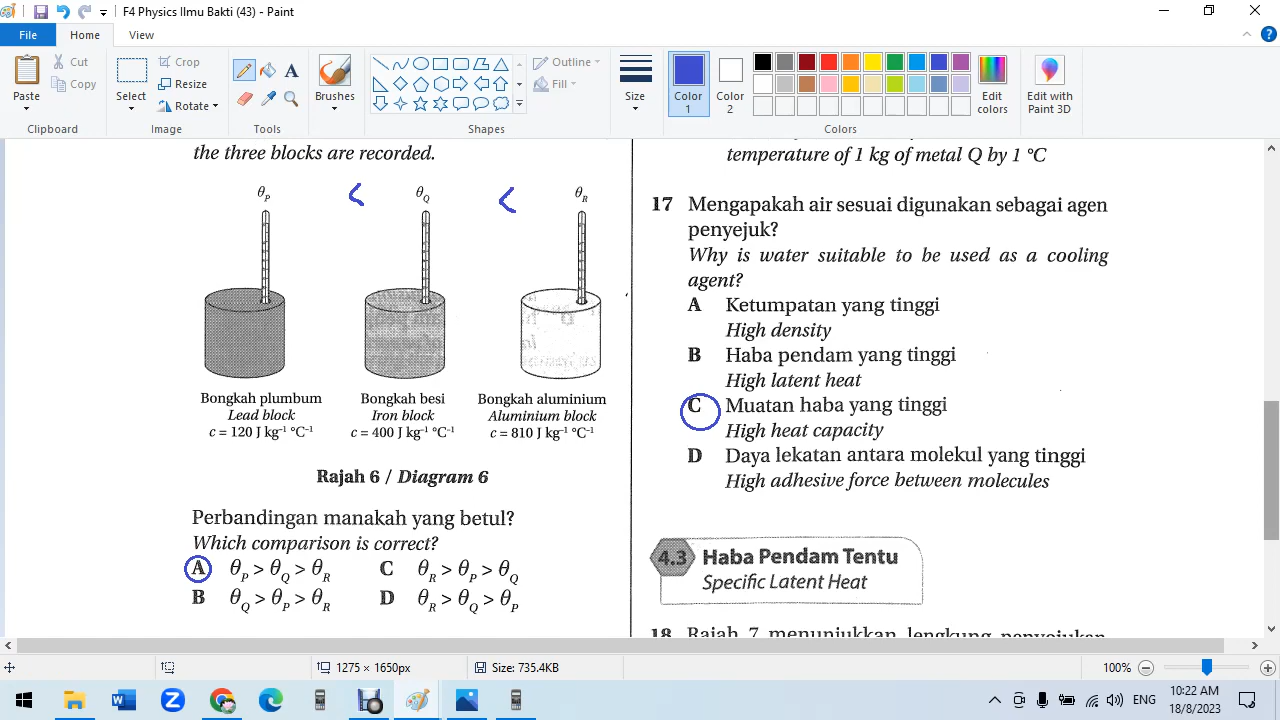 F4 Physics Ilmu Bakti (43) - Paint
File Home View
Paste Cut Copy Clipboard
Select Crop Resize Rotate Image
A Tools
Brushes
Outline Fill Shapes
Size
Color 1 Color 2 Edit colors Colors
Edit with Paint 3D
the three blocks are recorded.
θP < θQ < θR
Bongkah plumbum
Lead block
c = 120 J kg⁻¹ °C⁻¹
Bongkah besi
Iron block
c = 400 J kg⁻¹ °C⁻¹
Bongkah aluminium
Aluminium block
c = 810 J kg⁻¹ °C⁻¹
Rajah 6 / Diagram 6
Perbandingan manakah yang betul?
Which comparison is correct?
A θP > θQ > θR C θR > θP > θQ
B θQ > θP > θR D θR > θQ > θP
temperature of 1 kg of metal Q by 1 °C
17 Mengapakah air sesuai digunakan sebagai agen
penyejuk?
Why is water suitable to be used as a cooling
agent?
A Ketumpatan yang tinggi
High density
B Haba pendam yang tinggi
High latent heat
C Muatan haba yang tinggi
High heat capacity
D Daya lekatan antara molekul yang tinggi
High adhesive force between molecules
4.3 Haba Pendam Tentu
Specific Latent Heat
18 Rajah 7 menunjukkan lengkung penyejukan
1275 × 1650px Size: 735.4KB 100%
ENG 10:22 AM
18/8/2023